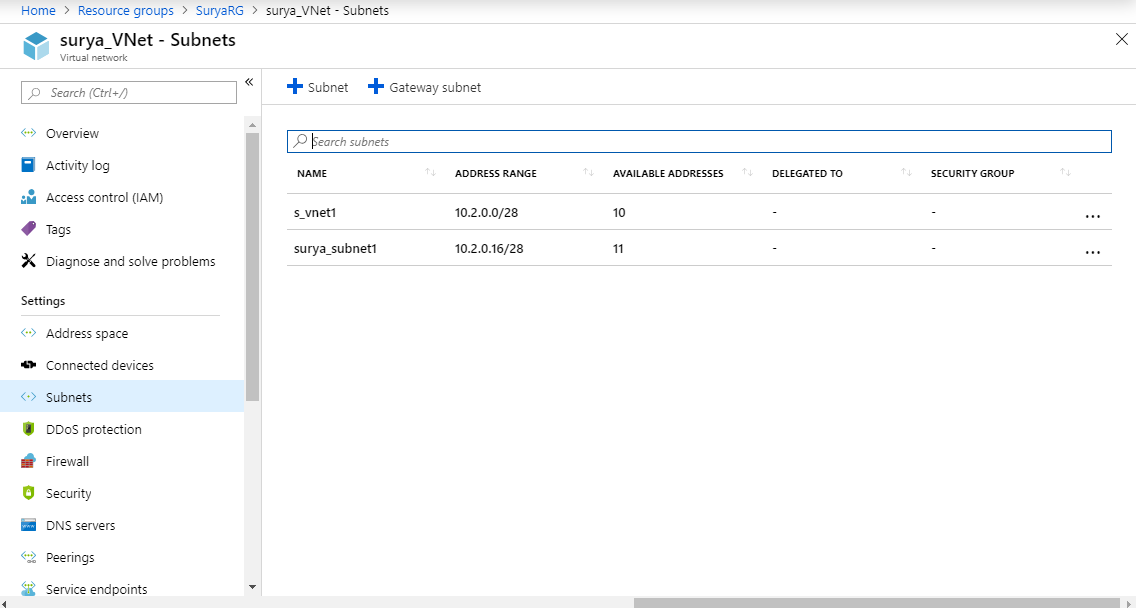 Home > Resource groups > SuryaRG > surya_VNet - Subnets
surya_VNet - Subnets
Virtual network
Search (Ctrl+/)
«
Overview
Activity log
Access control (IAM)
Tags
Diagnose and solve problems
Settings
Address space
Connected devices
Subnets
DDoS protection
Firewall
Security
DNS servers
Peerings
Service endpoints
Subnet Gateway subnet
Search subnets
NAME ADDRESS RANGE AVAILABLE ADDRESSES DELEGATED TO SECURITY GROUP
s_vnet1 10.2.0.0/28 10 - - ...
surya_subnet1 10.2.0.16/28 11 - - ...